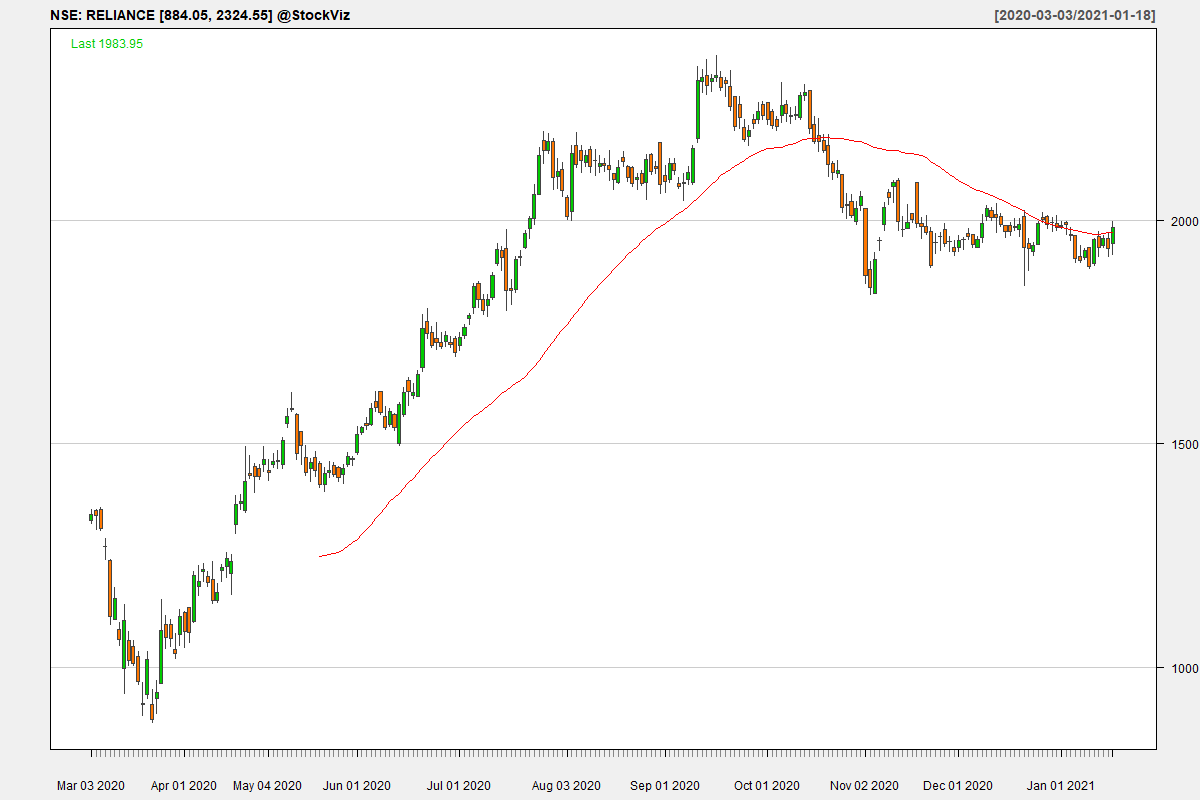 NSE: RELIANCE [884.05, 2324.55] @StockViz
[2020-03-03/2021-01-18]
Last 1983.95
2000
1500
1000
Mar 03 2020
Apr 01 2020
May 04 2020
Jun 01 2020
Jul 01 2020
Aug 03 2020
Sep 01 2020
Oct 01 2020
Nov 02 2020
Dec 01 2020
Jan 01 2021